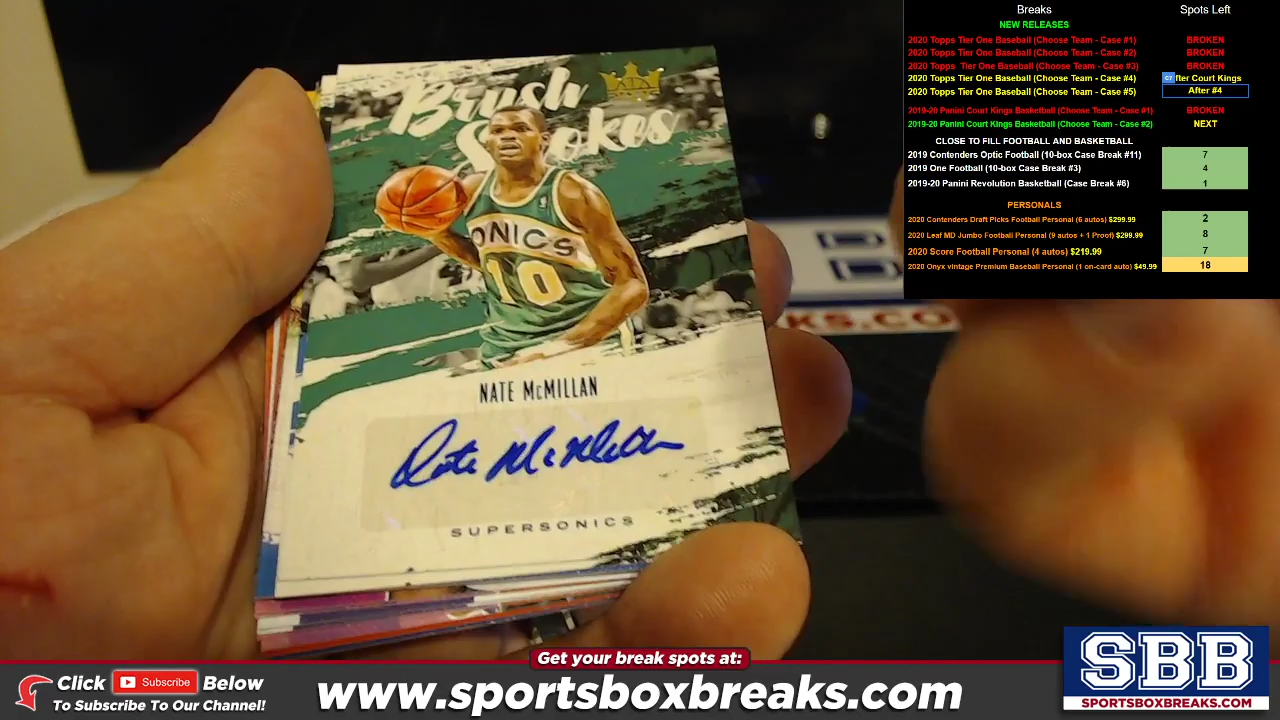 Breaks Spots Left
NEW RELEASES
2020 Topps Tier One Baseball (Choose Team - Case #1) BROKEN
2020 Topps Tier One Baseball (Choose Team - Case #2) BROKEN
2020 Topps Tier One Baseball (Choose Team - Case #3) BROKEN
2020 Topps Tier One Baseball (Choose Team - Case #4) fter Court Kings
2020 Topps Tier One Baseball (Choose Team - Case #5) After #4
2019-20 Panini Court Kings Basketball (Choose Team - Case #1) BROKEN
2019-20 Panini Court Kings Basketball (Choose Team - Case #2) NEXT
CLOSE TO FILL FOOTBALL AND BASKETBALL
2019 Contenders Optic Football (10-box Case Break #11) 7
2019 One Football (10-box Case Break #3) 4
2019-20 Panini Revolution Basketball (Case Break #6) 1
PERSONALS
2020 Contenders Draft Picks Football Personal (6 autos) $299.99 2
2020 Leaf MD Jumbo Football Personal (9 autos + 1 Proof) $299.99 8
2020 Score Football Personal (4 autos) $219.99 7
2020 Onyx vintage Premium Baseball Personal (1 on-card auto) $49.99 18
Brush
Strokes
ONICS
10
NATE McMILLAN
Nate McMillan
SUPERSONICS
KS.CO
Get your break spots at:
Click Subscribe Below
To Subscribe To Our Channel!
www.sportsboxbreaks.com
SBB
SPORTSBOXBREAKS.COM